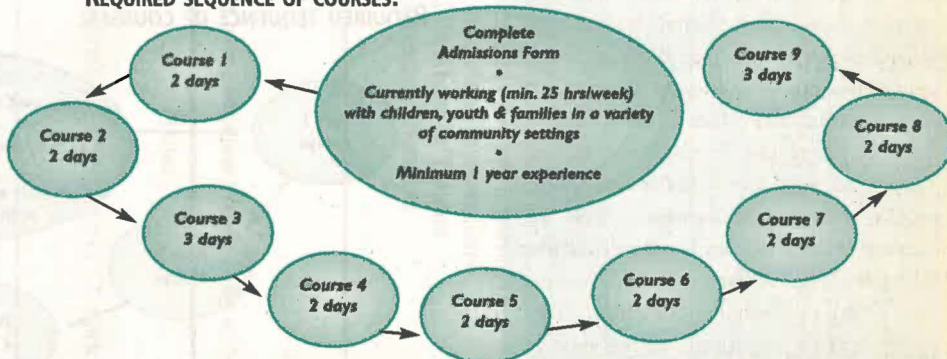 REQUIRED SEQUENCE OF COURSES:
Complete
Admissions Form
*
Currently working (min. 25 hrs/week)
with children, youth & families in a variety
of community settings
*
Minimum 1 year experience
Course 1
2 days
Course 2
2 days
Course 3
3 days
Course 4
2 days
Course 5
2 days
Course 6
2 days
Course 7
2 days
Course 8
2 days
Course 9
3 days